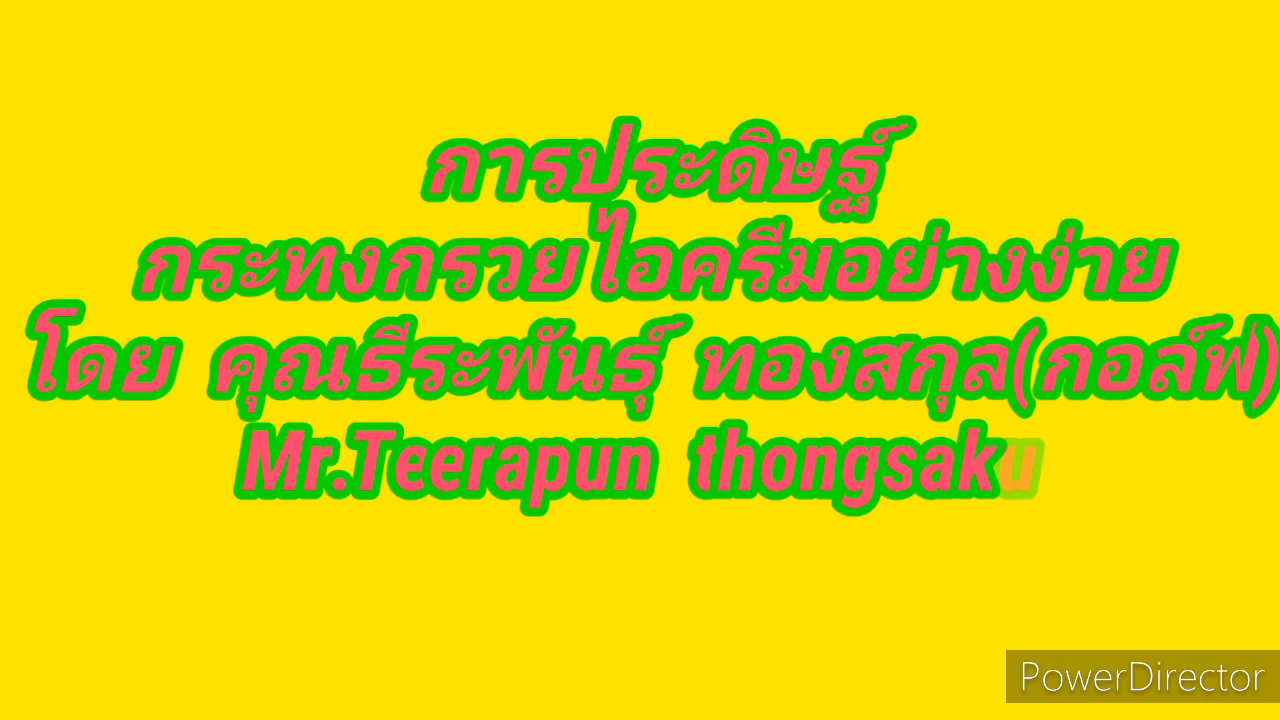 การประดิษฐ์
กระทงกรวยไอครีมอย่างง่าย
โดย คุณธีระพันธุ์ ทองสกุล(กอล์ฟ)
Mr.Teerapun thongsaku
PowerDirector